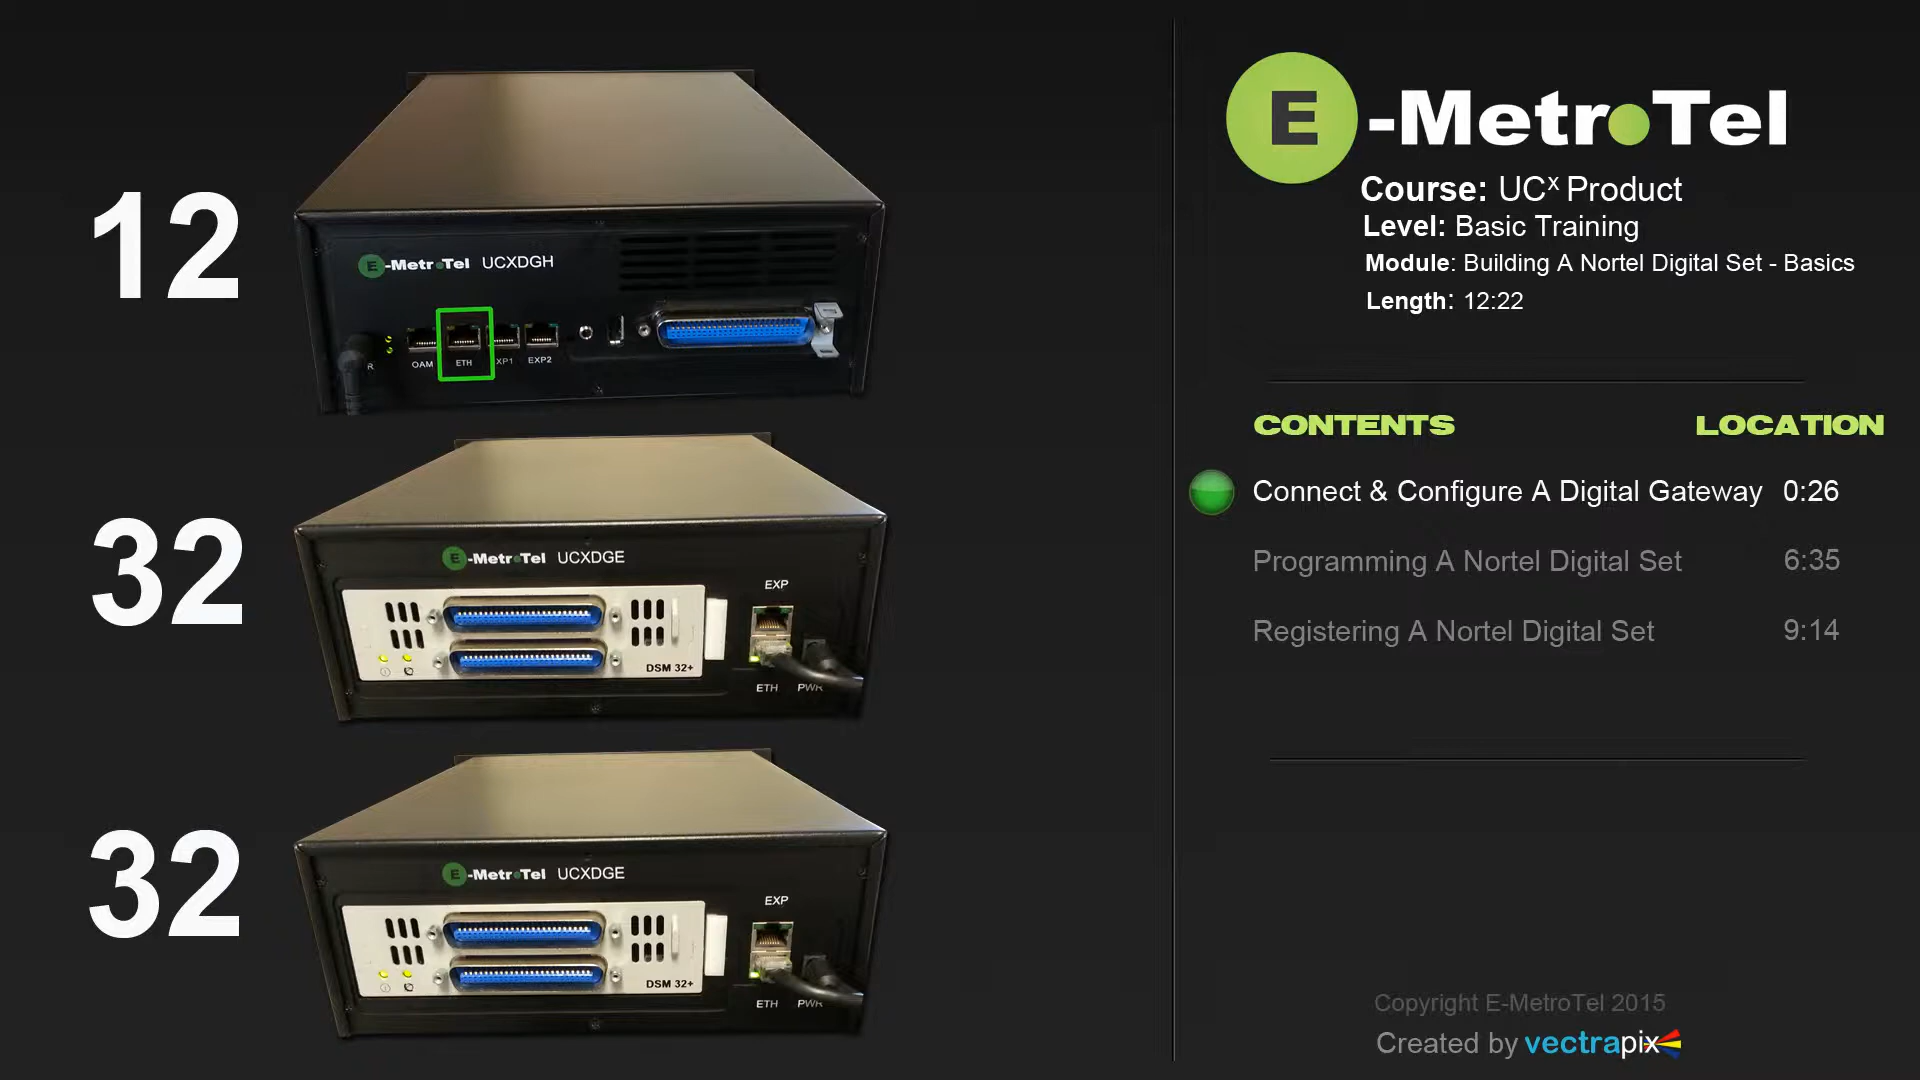 12
E-MetroTel UCXDGH
R
OAM
ETH
XP1
EXP2
32
E-MetroTel UCXDGE
EXP
DSM 32+
ETH
PWR
32
E-MetroTel UCXDGE
EXP
DSM 32+
ETH
PWR
E-MetroTel
Course: UCx Product
Level: Basic Training
Module: Building A Nortel Digital Set - Basics
Length: 12:22
CONTENTS LOCATION
Connect & Configure A Digital Gateway 0:26
Programming A Nortel Digital Set 6:35
Registering A Nortel Digital Set 9:14
Copyright E-MetroTel 2015
Created by vectrapix